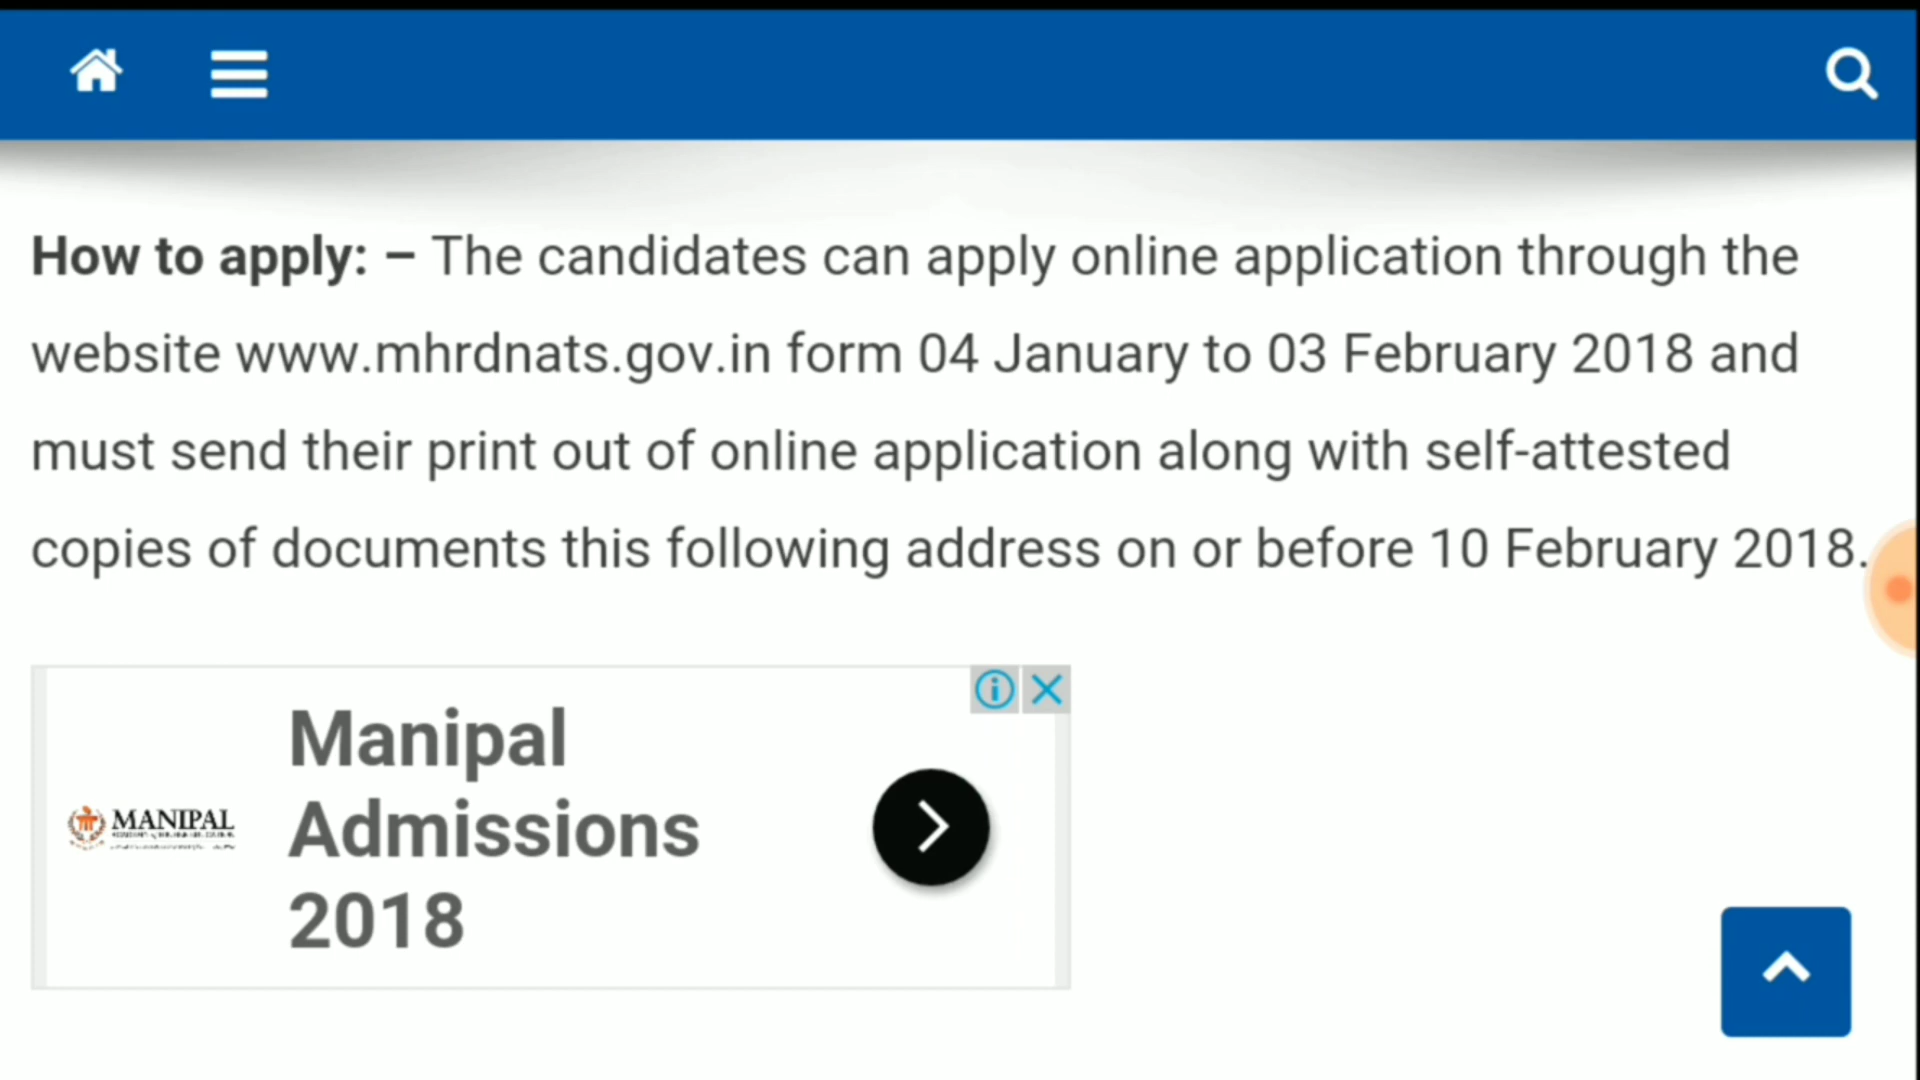 How to apply: – The candidates can apply online application through the
website www.mhrdnats.gov.in form 04 January to 03 February 2018 and
must send their print out of online application along with self-attested
copies of documents this following address on or before 10 February 2018.
MANIPAL
Manipal
Admissions
2018